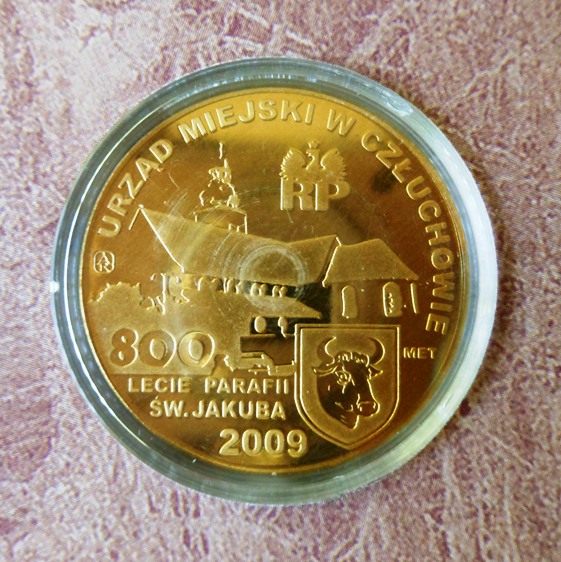 URZĄD MIEJSKI W CZŁUCHOWIE
RP
800
MET
LECIE PARAFII
ŚW. JAKUBA
2009